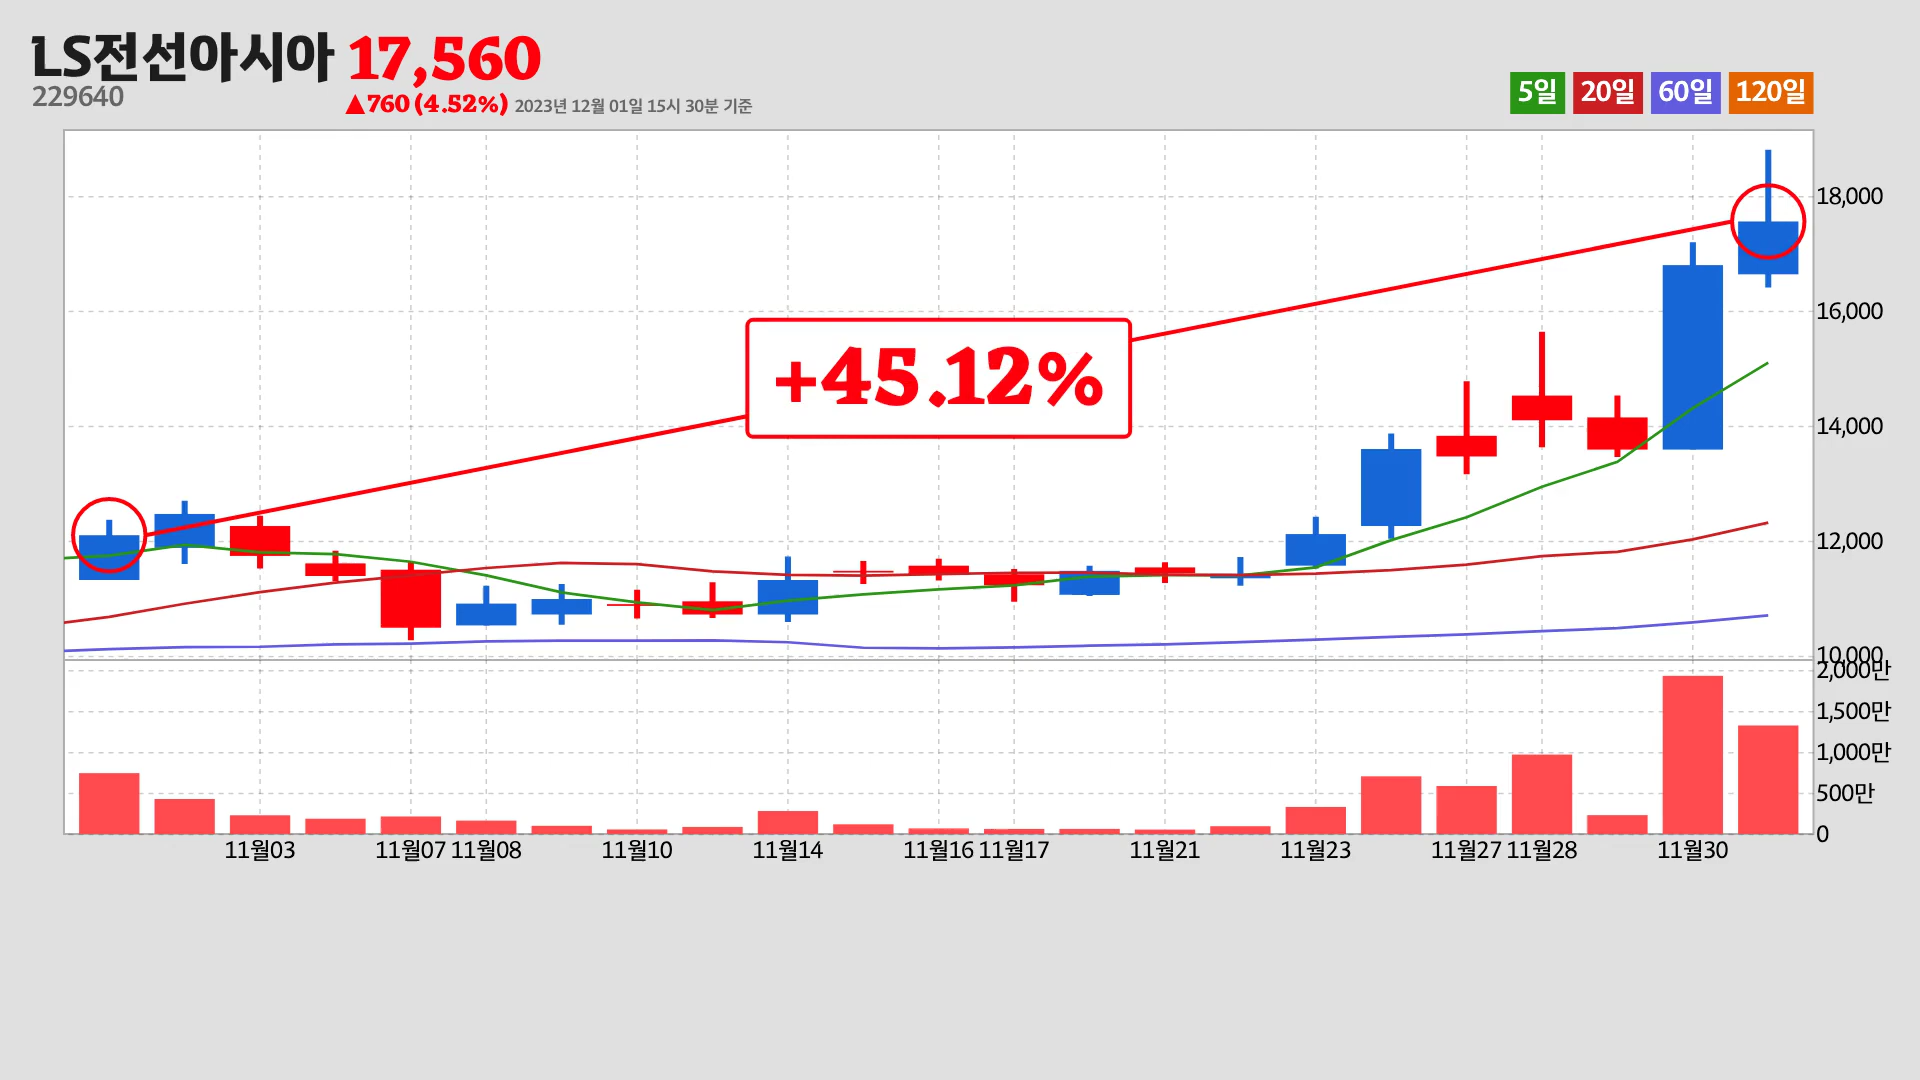 LS전선아시아 17,560
229640
▲760 (4.52%) 2023년 12월 01일 15시 30분 기준
5일 20일 60일 120일
+45.12%
18,000
16,000
14,000
12,000
10,000
2,000만
1,500만
1,000만
500만
0
11월03 11월07 11월08 11월10 11월14 11월16 11월17 11월21 11월23 11월27 11월28 11월30